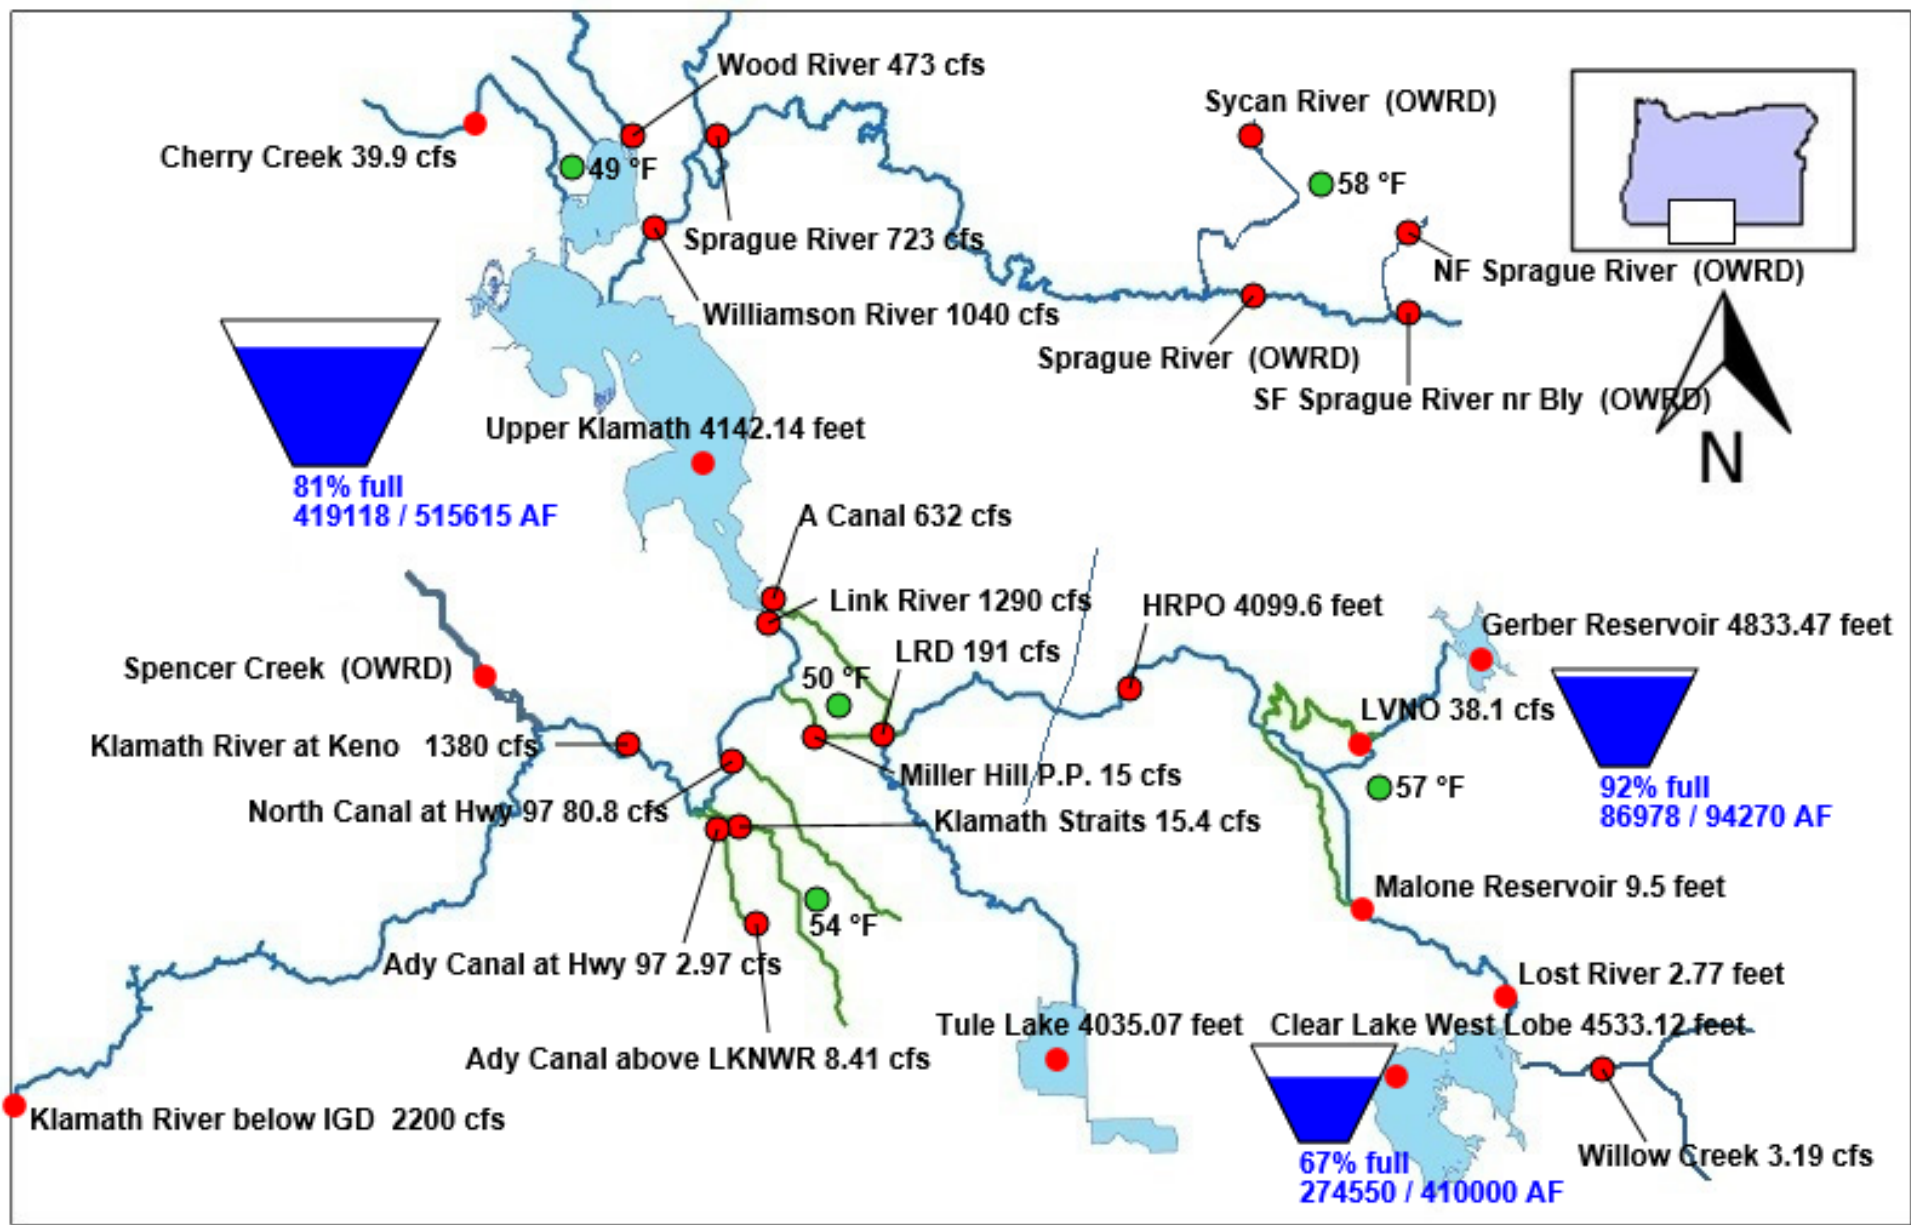 Wood River 473 cfs
Sycan River (OWRD)
Cherry Creek 39.9 cfs
49 °F
58 °F
Sprague River 723 cfs
NF Sprague River (OWRD)
Williamson River 1040 cfs
Sprague River (OWRD)
SF Sprague River nr Bly (OWRD)
Upper Klamath 4142.14 feet
N
81% full
419118 / 515615 AF
A Canal 632 cfs
Link River 1290 cfs
HRPO 4099.6 feet
Gerber Reservoir 4833.47 feet
LRD 191 cfs
Spencer Creek (OWRD)
50 °F
LVNO 38.1 cfs
Klamath River at Keno 1380 cfs
Miller Hill P.P. 15 cfs
57 °F
92% full
86978 / 94270 AF
North Canal at Hwy 97 80.8 cfs
Klamath Straits 15.4 cfs
Malone Reservoir 9.5 feet
54 °F
Ady Canal at Hwy 97 2.97 cfs
Lost River 2.77 feet
Tule Lake 4035.07 feet
Clear Lake West Lobe 4533.12 feet
Ady Canal above LKNWR 8.41 cfs
Klamath River below IGD 2200 cfs
Willow Creek 3.19 cfs
67% full
274550 / 410000 AF